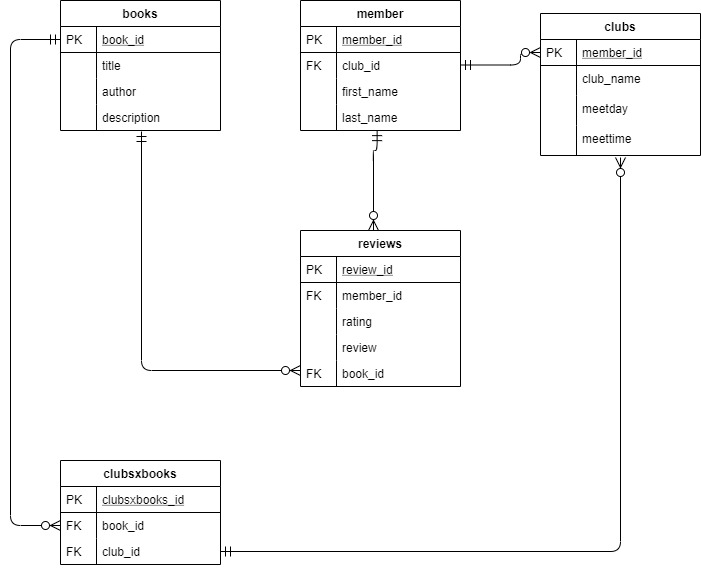 books
PK book_id
title
author
description
member
PK member_id
FK club_id
first_name
last_name
clubs
PK member_id
club_name
meetday
meettime
reviews
PK review_id
FK member_id
rating
review
FK book_id
clubsxbooks
PK clubsxbooks_id
FK book_id
FK club_id